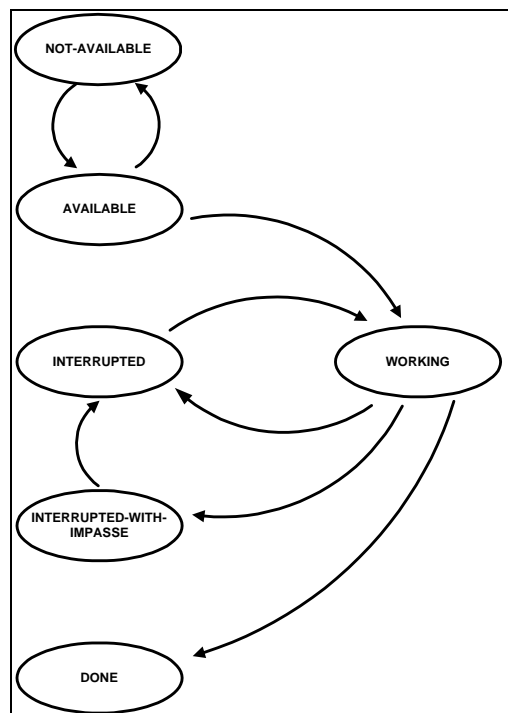 NOT-AVAILABLE
AVAILABLE
INTERRUPTED
WORKING
INTERRUPTED-WITH-
IMPASSE
DONE